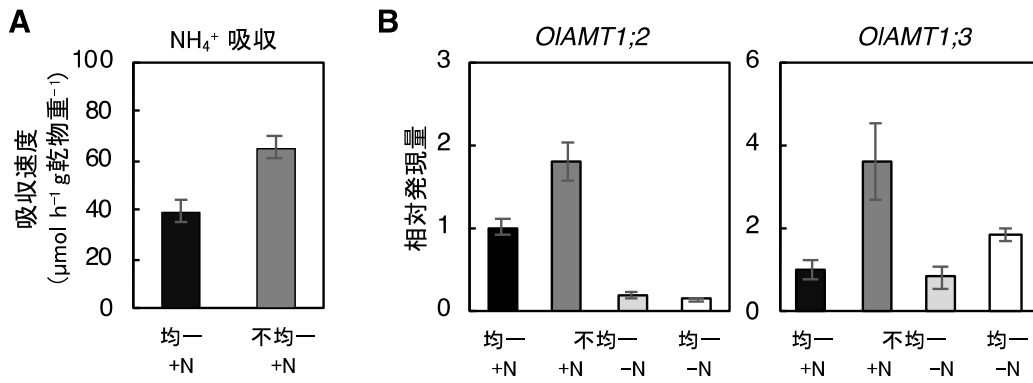 A
NH₄⁺ 吸収
吸収速度
(μmol h⁻¹ g乾物重⁻¹)
100
80
60
40
20
0
均一 不均一
+N +N
B
OlAMT1;2
相対発現量
3
2
1
0
均一 不均一 均一
+N +N −N −N
OlAMT1;3
6
4
2
0
均一 不均一 均一
+N +N −N −N